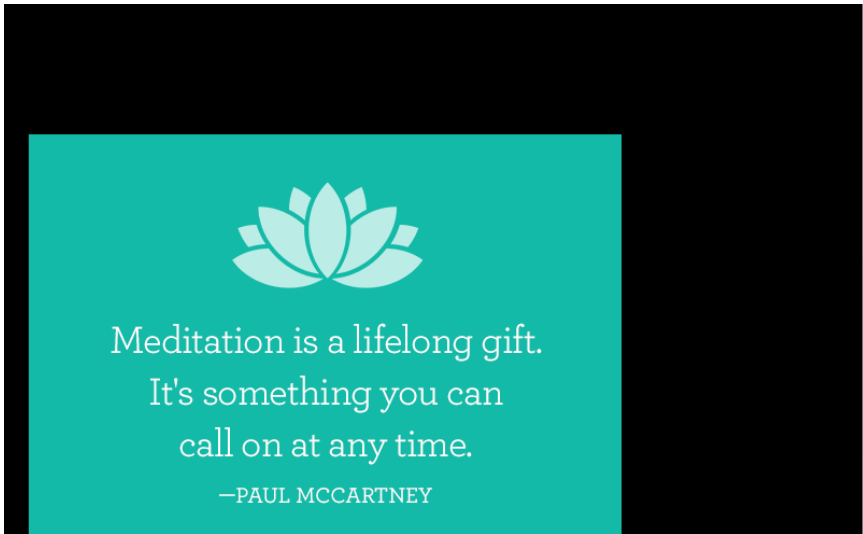 Meditation is a lifelong gift.
It's something you can
call on at any time.
—PAUL MCCARTNEY